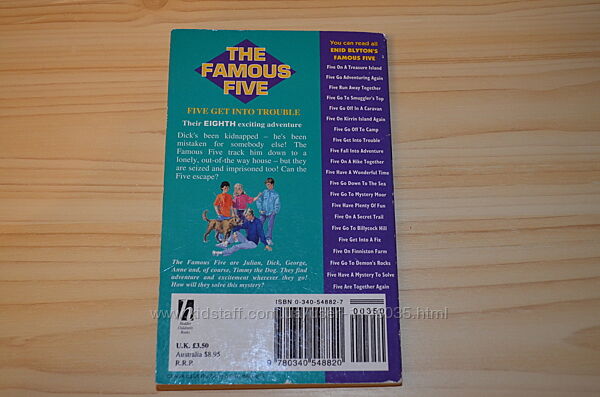 THE
FAMOUS
FIVE
FIVE GET INTO TROUBLE
Their EIGHTH exciting adventure
Dick's been kidnapped – he's been
mistaken for somebody else! The
Famous Five track him down to a
lonely, out-of-the-way house – but they
are seized and imprisoned too! Can the
Five escape?
The Famous Five are Julian, Dick, George,
Anne and, of course, Timmy the Dog. They find
adventure and excitement wherever they go!
How will they solve this mystery?
Hodder
Children's
Books
U.K. £3.50
Australia $8.95
R.R.P.
You can read all
ENID BLYTON'S
FAMOUS FIVE
Five On A Treasure Island
Five Go Adventuring Again
Five Run Away Together
Five Go To Smuggler's Top
Five Go Off In A Caravan
Five On Kirrin Island Again
Five Go Off To Camp
Five Get Into Trouble
Five Fall Into Adventure
Five On A Hike Together
Five Have A Wonderful Time
Five Go Down To The Sea
Five Go To Mystery Moor
Five Have Plenty Of Fun
Five On A Secret Trail
Five Go To Billycock Hill
Five Get Into A Fix
Five On Finniston Farm
Five Go To Demon's Rocks
Five Have A Mystery To Solve
Five Are Together Again
ISBN 0-340-54882-7
00350
9 780340 548820